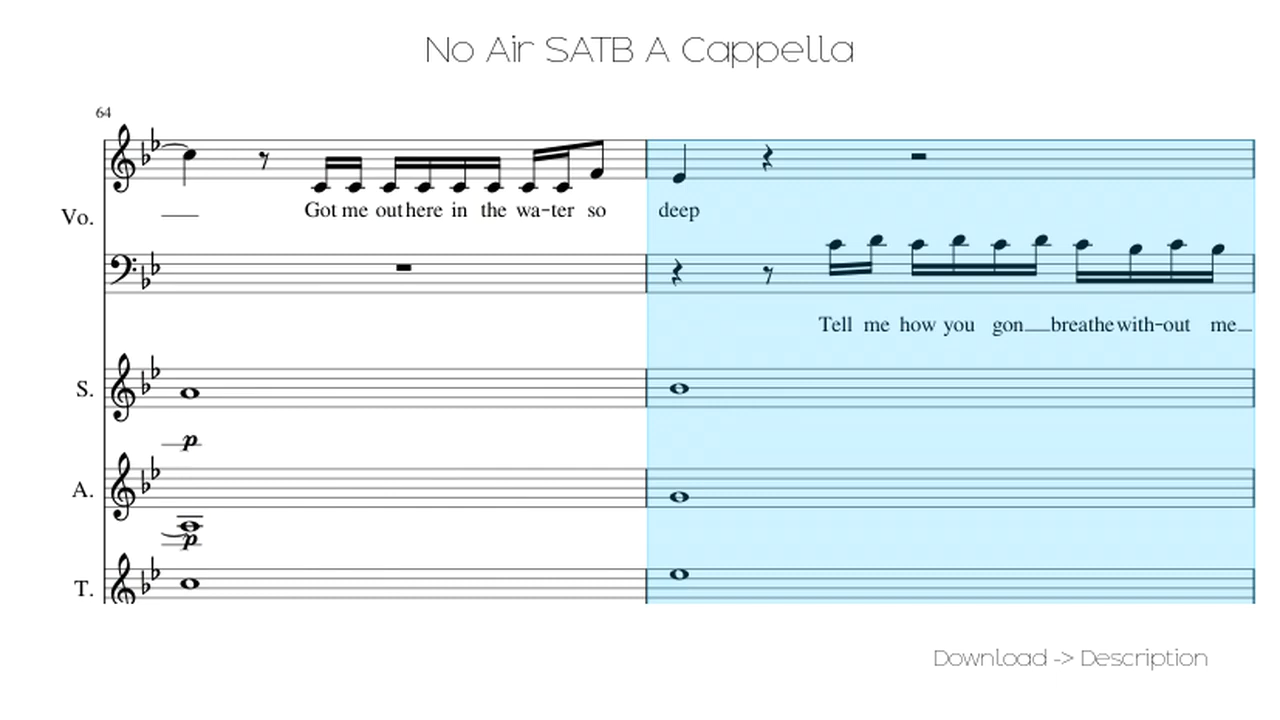 No Air SATB A Cappella
64
Vo.
Got me out here in the wa-ter so deep
Tell me how you gon breathe with-out me
S.
p
A.
p
T.
Download -> Description